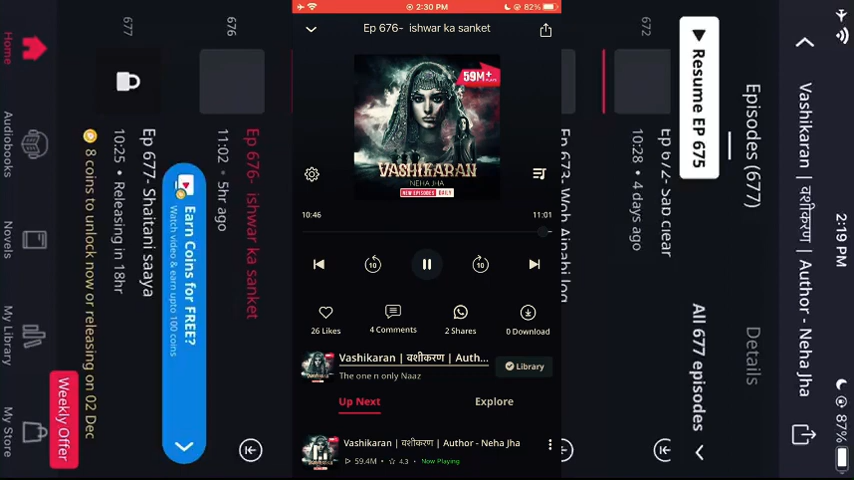 2:30 PM
82%
Ep 676- ishwar ka sanket
59M+
PLAYS
VASHIKARAN
NEHA JHA
NEW EPISODES DAILY
10:46
11:01
10
10
26 Likes
4 Comments
2 Shares
0 Download
Vashikaran | वशीकरण | Auth...
The one n only Naaz
Library
Up Next
Explore
Vashikaran | वशीकरण | Author - Neha Jha
59.4M • 4.3 • Now Playing
2:19 PM
87%
Vashikaran | वशीकरण | Author - Neha Jha
Episodes (677)
Details
Resume EP 675
All 677 episodes
672
Ep 672- Sab clear
10:28 • 4 days ago
Ep 673- Woh Ajnabi log
676
Ep 676- ishwar ka sanket
11:02 • 5hr ago
Earn Coins for FREE?
Watch video & earn upto 100 coins
677
Ep 677- Shaitani saaya
10:25 • Releasing in 18hr
8 coins to unlock now or releasing on 02 Dec
Weekly Offer
Home
Audiobooks
Novels
My Library
My Store